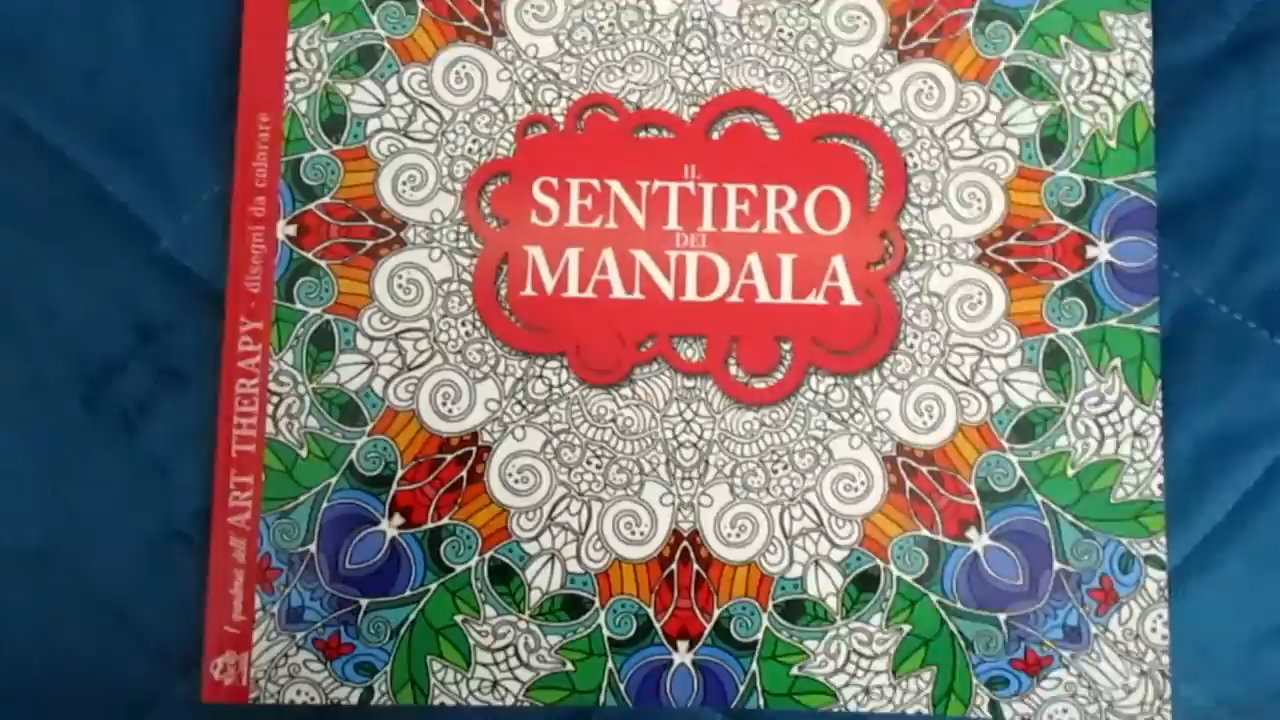 IL
SENTIERO
DEI
MANDALA
I quaderni dell'ART THERAPY - disegni da colorare